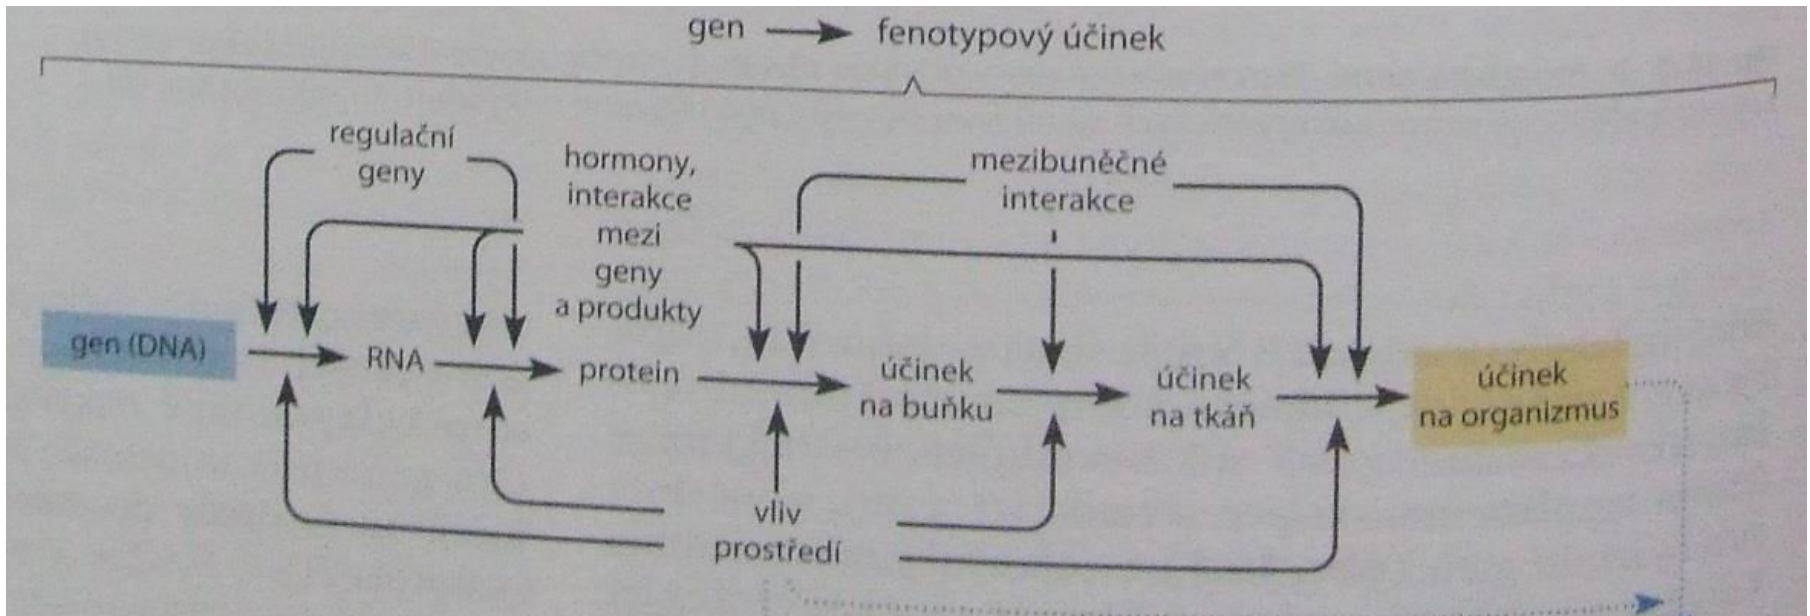 gen → fenotypový účinek
regulační
geny
hormony,
interakce
mezi
geny
a produkty
mezibuněčné
interakce
gen (DNA)
RNA
protein
účinek
na buňku
účinek
na tkáň
účinek
na organizmus
vliv
prostředí